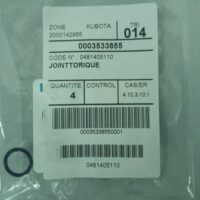 ZONE KUBOTA TRI
2000142955 014
0003533855
CODE N° : 0481405110
JOINTTORIQUE
QUANTITE CONTROL CASIER
4 4.10.3.10.1
00035338550001
0481405110